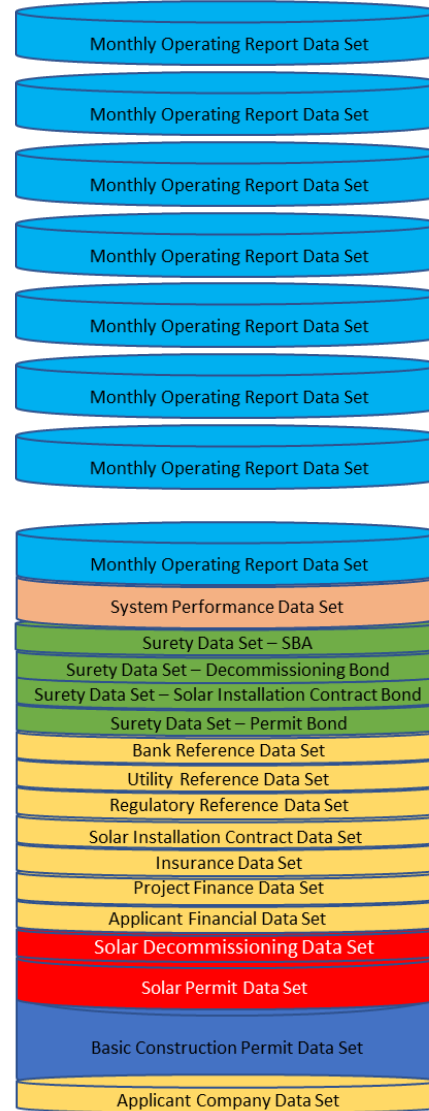 Monthly Operating Report Data Set
Monthly Operating Report Data Set
Monthly Operating Report Data Set
Monthly Operating Report Data Set
Monthly Operating Report Data Set
Monthly Operating Report Data Set
Monthly Operating Report Data Set
Monthly Operating Report Data Set
System Performance Data Set
Surety Data Set – SBA
Surety Data Set – Decommissioning Bond
Surety Data Set – Solar Installation Contract Bond
Surety Data Set – Permit Bond
Bank Reference Data Set
Utility Reference Data Set
Regulatory Reference Data Set
Solar Installation Contract Data Set
Insurance Data Set
Project Finance Data Set
Applicant Financial Data Set
Solar Decommissioning Data Set
Solar Permit Data Set
Basic Construction Permit Data Set
Applicant Company Data Set